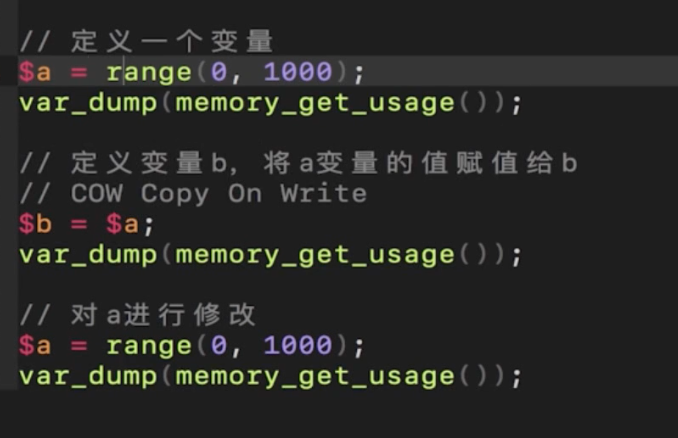 // 定义一个变量
$a = range(0, 1000);
var_dump(memory_get_usage());
// 定义变量b, 将a变量的值赋值给b
// COW Copy On Write
$b = $a;
var_dump(memory_get_usage());
// 对a进行修改
$a = range(0, 1000);
var_dump(memory_get_usage());